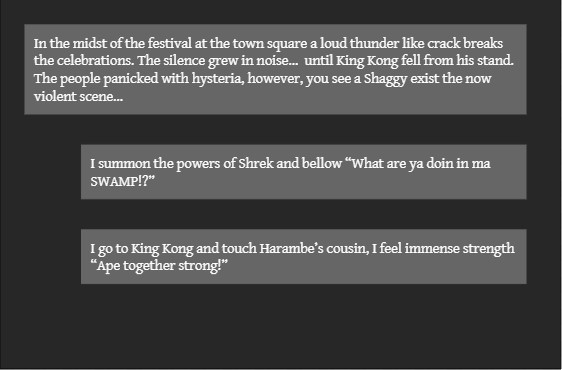 In the midst of the festival at the town square a loud thunder like crack breaks
the celebrations. The silence grew in noise... until King Kong fell from his stand.
The people panicked with hysteria, however, you see a Shaggy exist the now
violent scene...
I summon the powers of Shrek and bellow “What are ya doin in ma
SWAMP!?”
I go to King Kong and touch Harambe's cousin, I feel immense strength
“Ape together strong!”